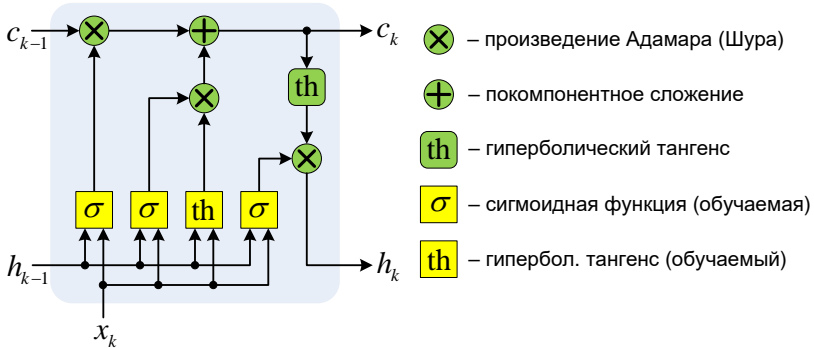 c_{k−1}
c_k
th
σ
σ
th
σ
h_{k−1}
h_k
x_k
– произведение Адамара (Шура)
– покомпонентное сложение
th – гиперболический тангенс
σ – сигмоидная функция (обучаемая)
th – гипербол. тангенс (обучаемый)